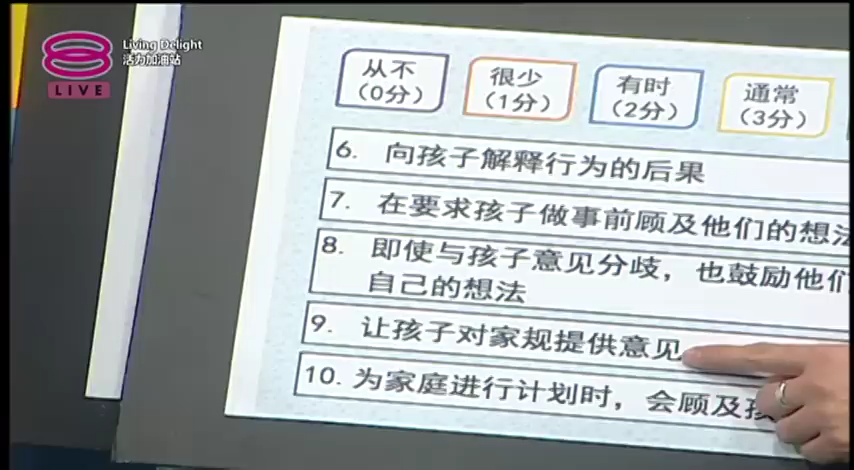 Living Delight
活力加油站
LIVE
从不
(0分)
很少
(1分)
有时
(2分)
通常
(3分)
6. 向孩子解释行为的后果
7. 在要求孩子做事前顾及他们的想法
8. 即使与孩子意见分歧，也鼓励他们
自己的想法
9. 让孩子对家规提供意见
10. 为家庭进行计划时，会顾及孩